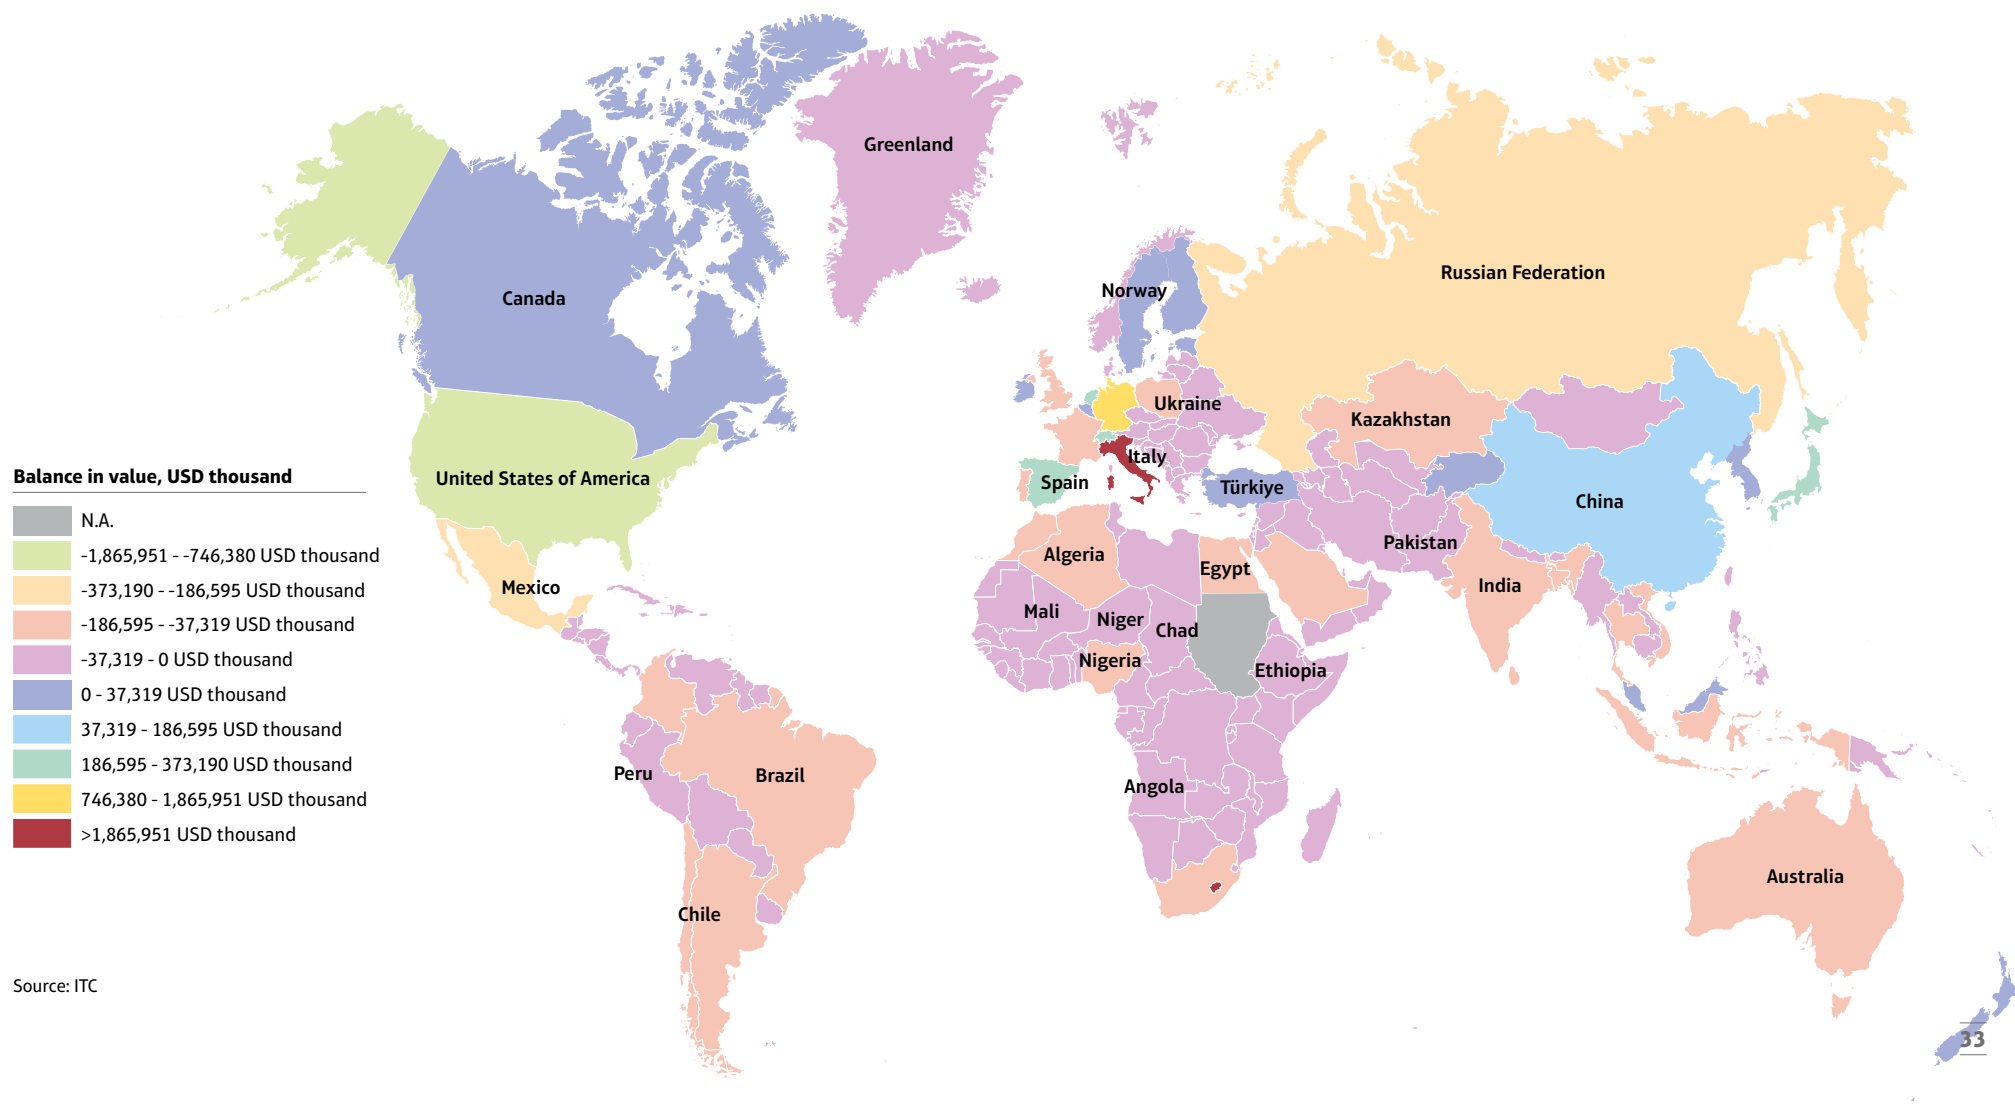 Greenland
Russian Federation
Norway
Canada
Ukraine
Kazakhstan
Italy
Balance in value, USD thousand
United States of America
Spain
Türkiye
China
N.A.
Pakistan
-1,865,951 - -746,380 USD thousand
Algeria
Egypt
India
-373,190 - -186,595 USD thousand
Mexico
-186,595 - -37,319 USD thousand
Mali
Niger
Chad
-37,319 - 0 USD thousand
Nigeria
Ethiopia
0 - 37,319 USD thousand
37,319 - 186,595 USD thousand
186,595 - 373,190 USD thousand
Peru
Brazil
Angola
746,380 - 1,865,951 USD thousand
>1,865,951 USD thousand
Australia
Chile
Source: ITC
33